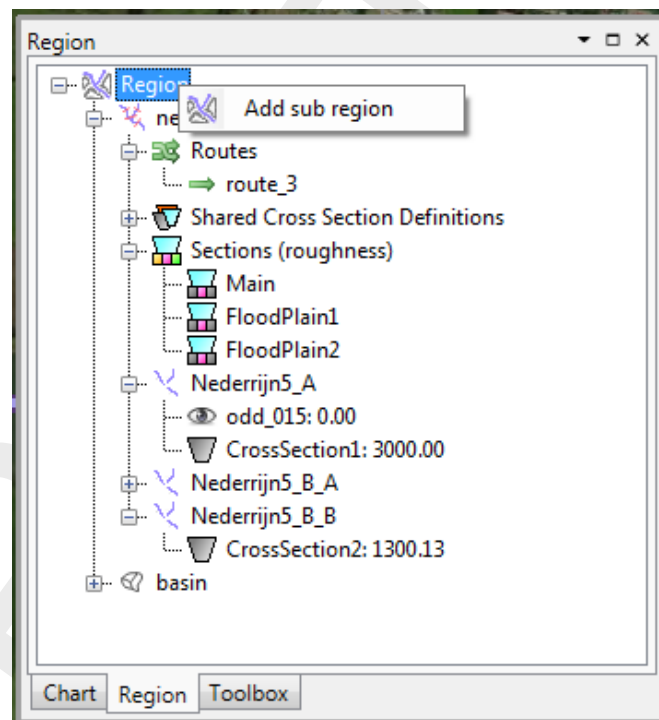 Region
Region
Add sub region
ne
Routes
route_3
Shared Cross Section Definitions
Sections (roughness)
Main
FloodPlain1
FloodPlain2
Nederrijn5_A
odd_015: 0.00
CrossSection1: 3000.00
Nederrijn5_B_A
Nederrijn5_B_B
CrossSection2: 1300.13
basin
Chart Region Toolbox